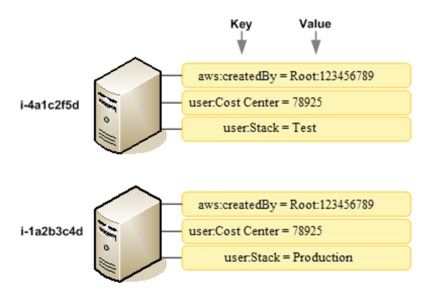 Key Value
aws:createdBy = Root:123456789
i-4a1c2f5d user:Cost Center = 78925
user:Stack = Test
aws:createdBy = Root:123456789
i-1a2b3c4d user:Cost Center = 78925
user:Stack = Production